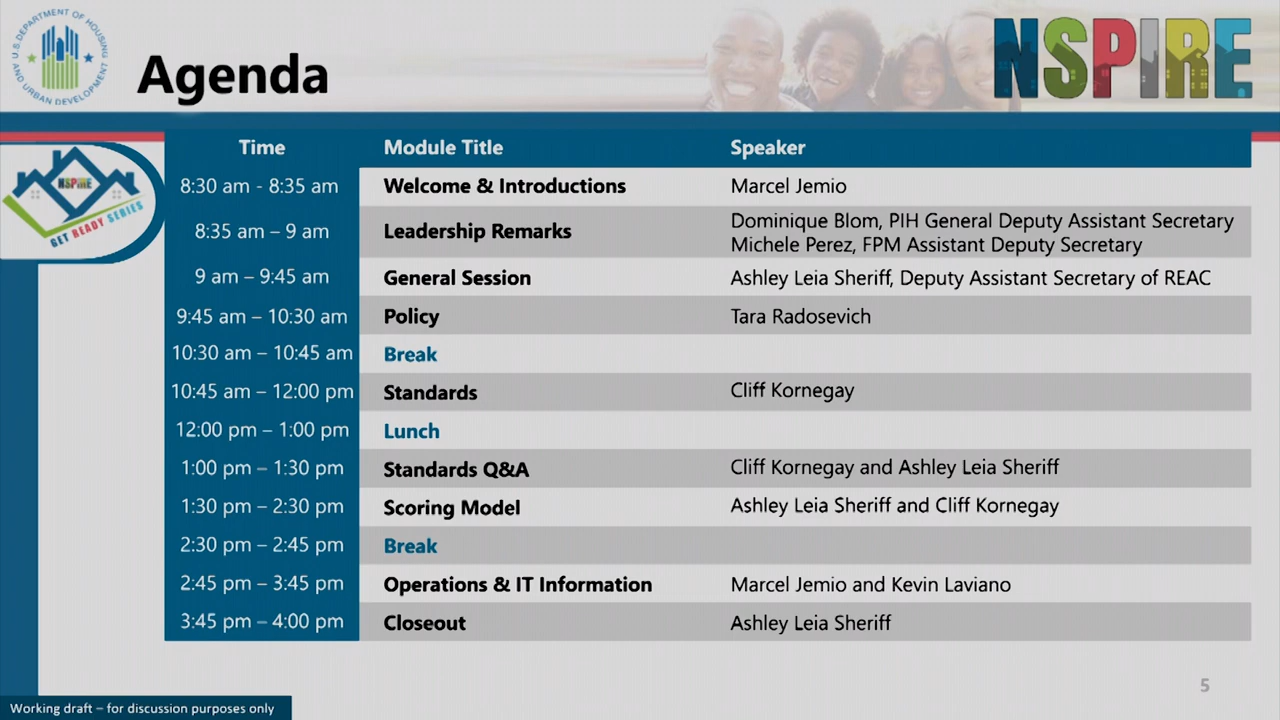 U.S. DEPARTMENT OF HOUSING AND URBAN DEVELOPMENT
Agenda
NSPIRE
NSPIRE
GET READY SERIES
Time Module Title Speaker
8:30 am - 8:35 am Welcome & Introductions Marcel Jemio
8:35 am – 9 am Leadership Remarks Dominique Blom, PIH General Deputy Assistant Secretary
Michele Perez, FPM Assistant Deputy Secretary
9 am – 9:45 am General Session Ashley Leia Sheriff, Deputy Assistant Secretary of REAC
9:45 am – 10:30 am Policy Tara Radosevich
10:30 am – 10:45 am Break
10:45 am – 12:00 pm Standards Cliff Kornegay
12:00 pm – 1:00 pm Lunch
1:00 pm – 1:30 pm Standards Q&A Cliff Kornegay and Ashley Leia Sheriff
1:30 pm – 2:30 pm Scoring Model Ashley Leia Sheriff and Cliff Kornegay
2:30 pm – 2:45 pm Break
2:45 pm – 3:45 pm Operations & IT Information Marcel Jemio and Kevin Laviano
3:45 pm – 4:00 pm Closeout Ashley Leia Sheriff
5
Working draft – for discussion purposes only